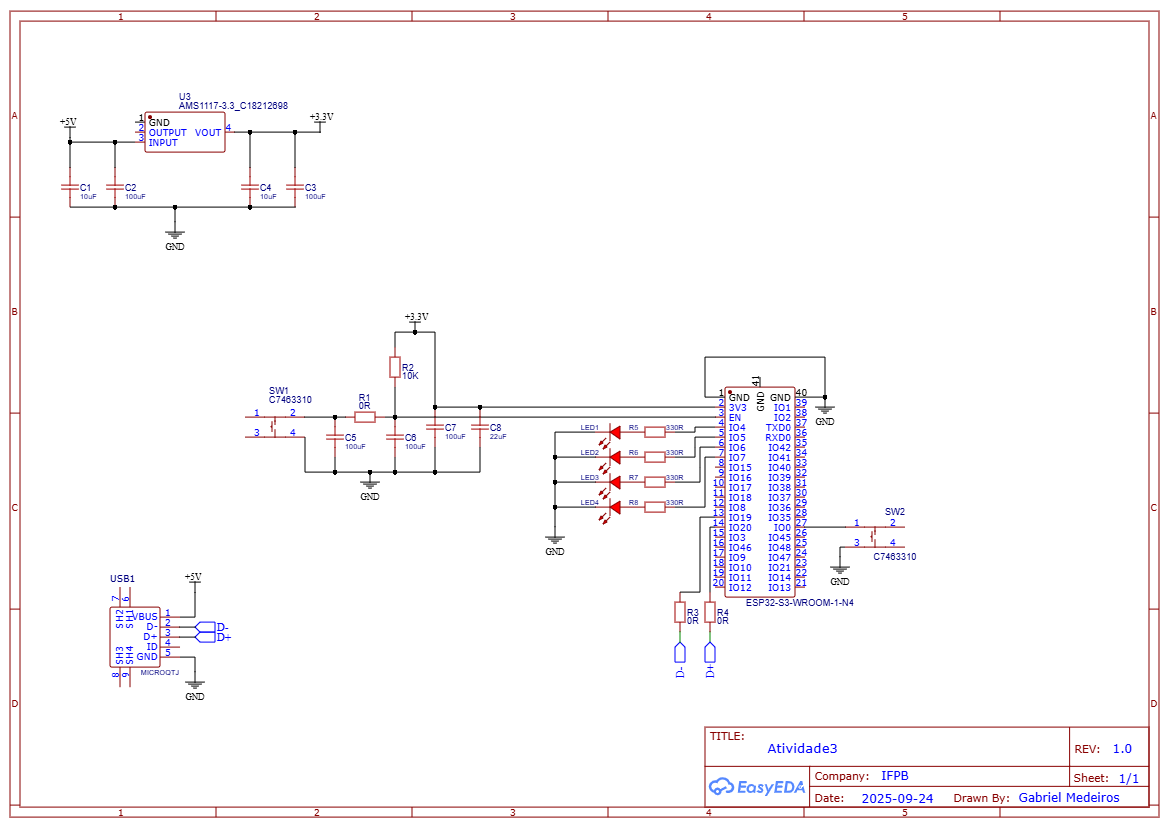 1 2 3 4 5
A A
U3
AMS1117-3.3_C18212698
+5V
+3.3V
1 GND
2 OUTPUT VOUT 4
3 INPUT
C1
10uF
C2
100uF
C4
10uF
C3
100uF
GND
B B
+3.3V
R2
10K
SW1
C7463310
1 2
3 4
R1
0R
C5
100uF
C6
100uF
C7
100uF
C8
22uF
GND
LED1 R5 330R
LED2 R6 330R
LED3 R7 330R
LED4 R8 330R
GND
41
GND
1 GND GND 40
2 3V3 IO1 39
3 EN IO2 38
4 IO4 TXD0 37
5 IO5 RXD0 36
6 IO6 IO42 35
7 IO7 IO41 34
8 IO15 IO40 33
9 IO16 IO39 32
10 IO17 IO38 31
11 IO18 IO37 30
12 IO8 IO36 29
13 IO19 IO35 28
14 IO20 IO0 27
15 IO3 IO45 26
16 IO46 IO48 25
17 IO9 IO47 24
18 IO10 IO21 23
19 IO11 IO14 22
20 IO12 IO13 21
ESP32-S3-WROOM-1-N4
GND
C C
SW2
1 2
3 4
C7463310
GND
R3
0R
R4
0R
D-
D+
USB1
+5V
7 6
SH2
SH1
VBUS 1
D- 2 D-
D+ 3 D+
ID 4
GND 5
SH3
SH4
8 9
MICROQTJ
GND
D D
TITLE:
Atividade3
REV: 1.0
EasyEDA
Company: IFPB
Sheet: 1/1
Date: 2025-09-24 Drawn By: Gabriel Medeiros
1 2 3 4 5